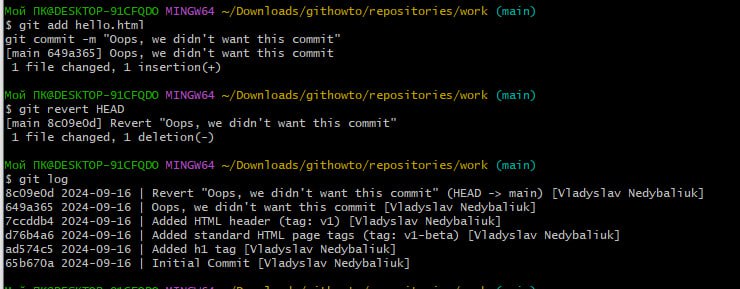 Мой ПК@DESKTOP-91CFQDO MINGW64 ~/Downloads/githowto/repositories/work (main)
$ git add hello.html
git commit -m "Oops, we didn't want this commit"
[main 649a365] Oops, we didn't want this commit
 1 file changed, 1 insertion(+)

Мой ПК@DESKTOP-91CFQDO MINGW64 ~/Downloads/githowto/repositories/work (main)
$ git revert HEAD
[main 8c09e0d] Revert "Oops, we didn't want this commit"
 1 file changed, 1 deletion(-)

Мой ПК@DESKTOP-91CFQDO MINGW64 ~/Downloads/githowto/repositories/work (main)
$ git log
8c09e0d 2024-09-16 | Revert "Oops, we didn't want this commit" (HEAD -> main) [Vladyslav Nedybaliuk]
649a365 2024-09-16 | Oops, we didn't want this commit [Vladyslav Nedybaliuk]
7ccddb4 2024-09-16 | Added HTML header (tag: v1) [Vladyslav Nedybaliuk]
d76b4a6 2024-09-16 | Added standard HTML page tags (tag: v1-beta) [Vladyslav Nedybaliuk]
ad574c5 2024-09-16 | Added h1 tag [Vladyslav Nedybaliuk]
65b670a 2024-09-16 | Initial Commit [Vladyslav Nedybaliuk]